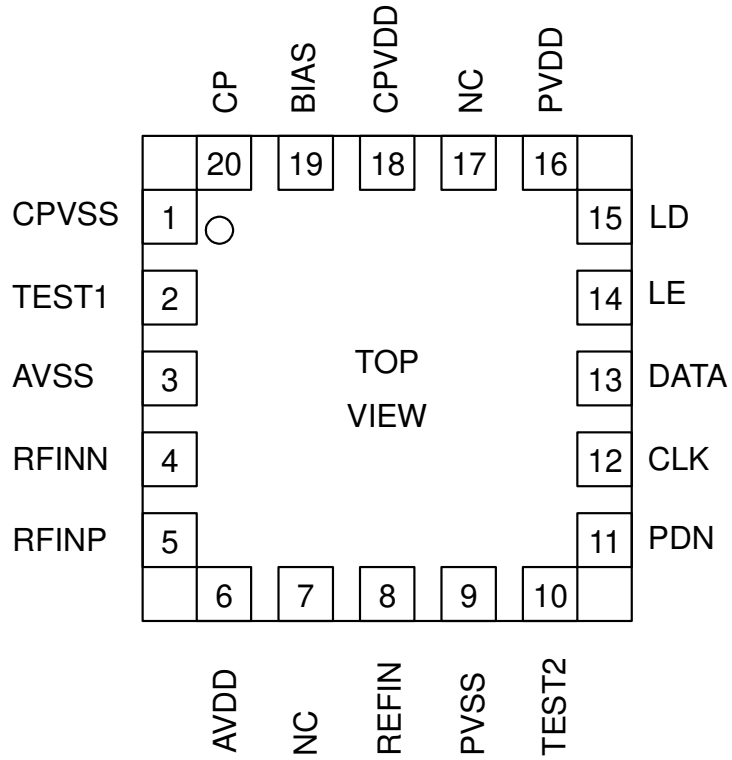 CP BIAS CPVDD NC PVDD
20 19 18 17 16
CPVSS 1 15 LD
TEST1 2 14 LE
AVSS 3 TOP 13 DATA
VIEW
RFINN 4 12 CLK
RFINP 5 11 PDN
6 7 8 9 10
AVDD NC REFIN PVSS TEST2